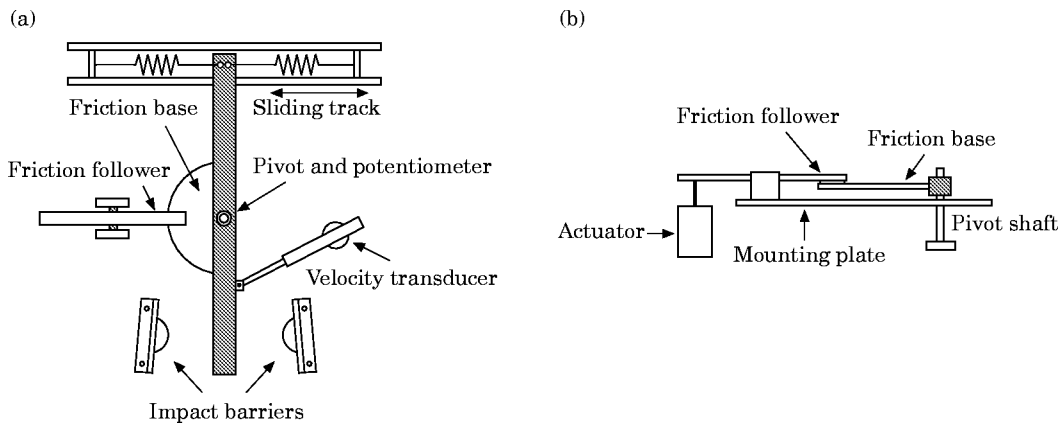 (a)
Friction base
Sliding track
Friction follower
Pivot and potentiometer
Velocity transducer
Impact barriers
(b)
Friction follower
Friction base
Actuator
Pivot shaft
Mounting plate